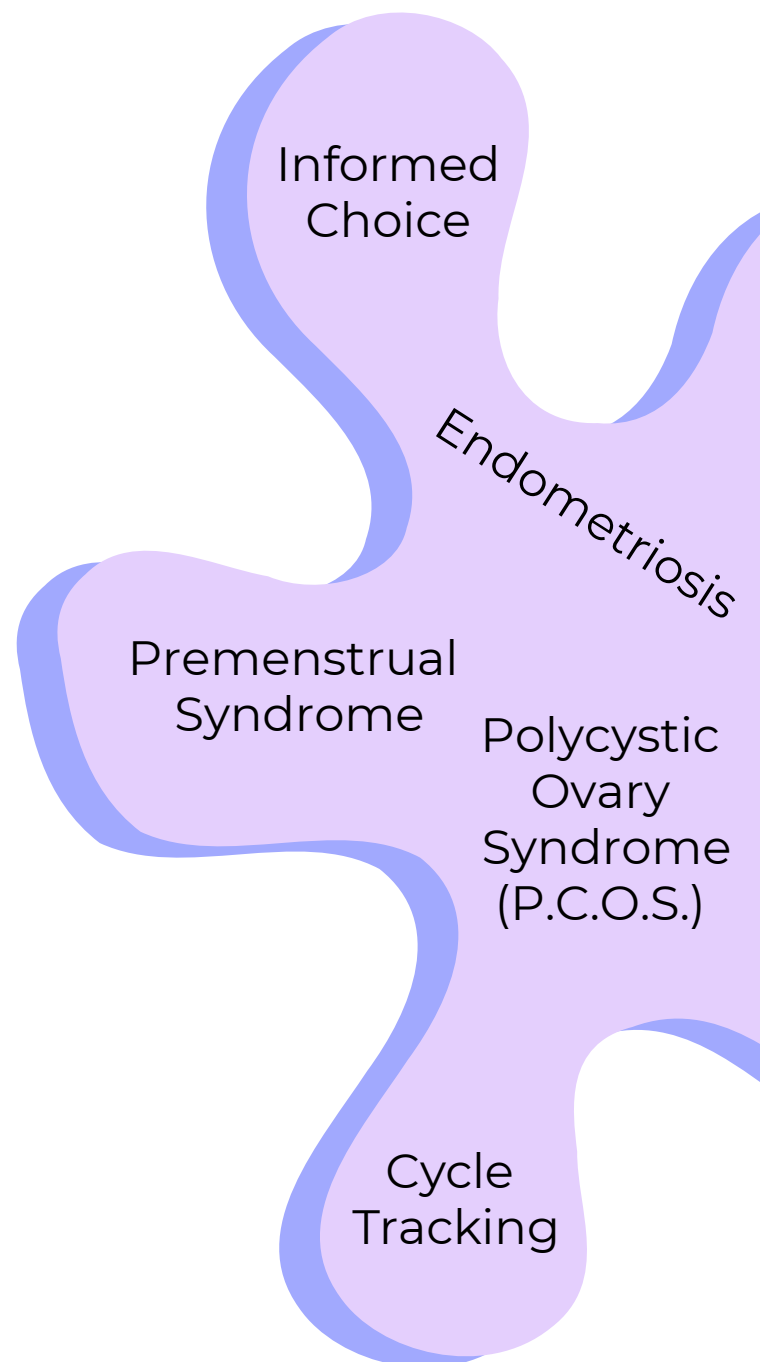 Informed
Choice
Endometriosis
Premenstrual
Syndrome
Polycystic
Ovary
Syndrome
(P.C.O.S.)
Cycle
Tracking